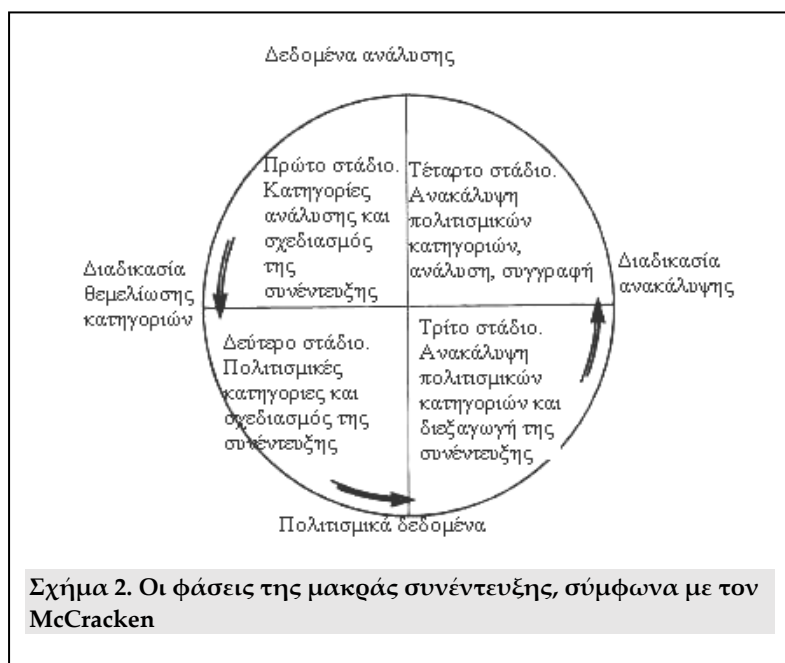 Δεδομένα ανάλυσης
Πρώτο στάδιο.
Κατηγορίες
ανάλυσης και
σχεδιασμός
της
συνέντευξης
Τέταρτο στάδιο.
Ανακάλυψη
πολιτισμικών
κατηγοριών,
ανάλυση, συγγραφή
Διαδικασία
θεμελίωσης
κατηγοριών
Διαδικασία
ανακάλυψης
Δεύτερο στάδιο.
Πολιτισμικές
κατηγοριες και
σχεδιασμός της
συνέντευξης
Τρίτο στάδιο.
Ανακάλυψη
πολιτισμικών
κατηγοριών και
διεξαγωγή της
συνέντευξης
Πολιτισμικά δεδομένα
Σχήμα 2. Οι φάσεις της μακράς συνέντευξης, σύμφωνα με τον
McCracken